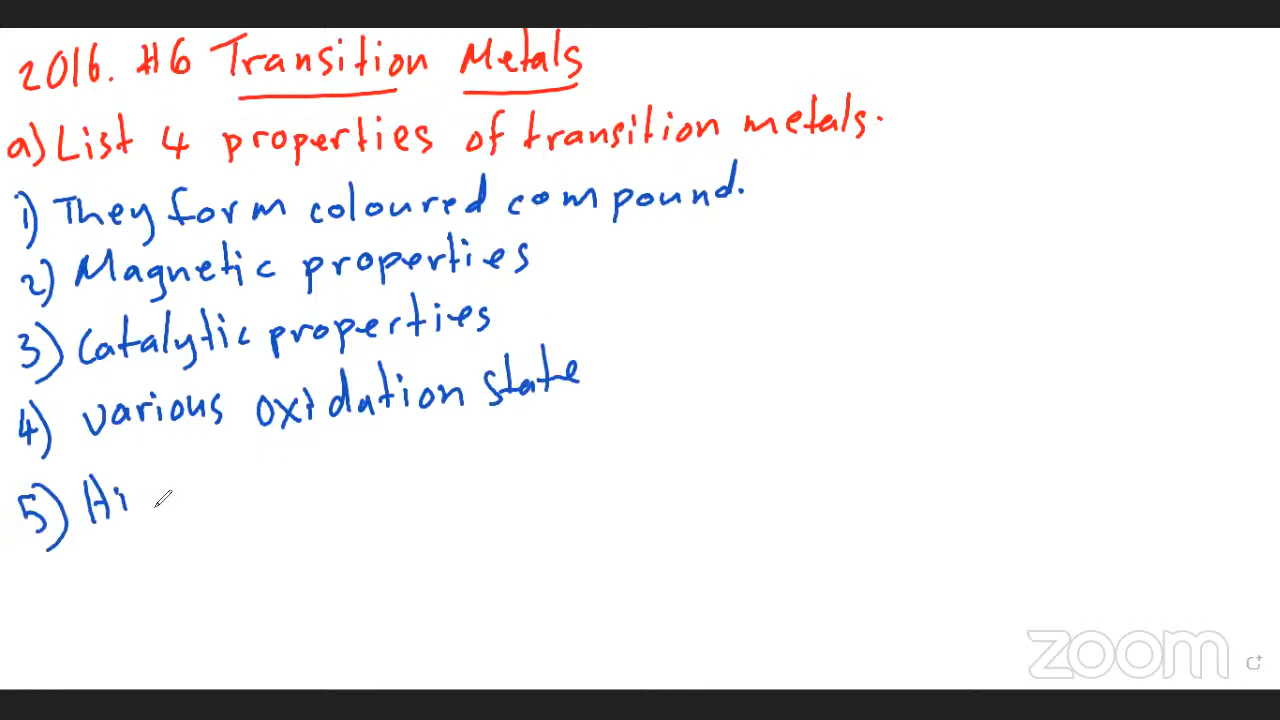 2016. #6 Transition Metals
a) List 4 properties of transition metals.
1) They form coloured compound.
2) Magnetic properties
3) Catalytic properties
4) various oxidation state
5) Hi
zoom